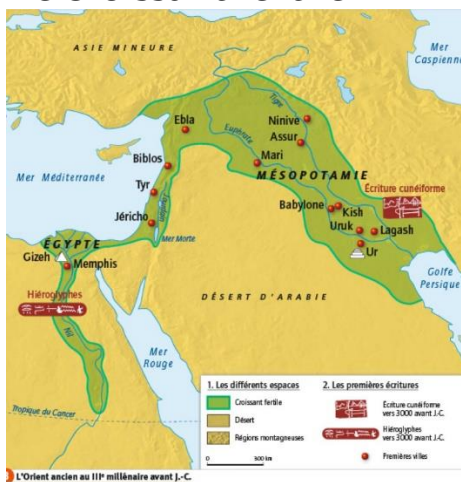 ASIE MINEURE
Mer
Caspienne
Tigre
Ebla
Ninive
Assur
Euphrate
Biblos
Mari
MÉSOPOTAMIE
Mer Méditerranée
Écriture cunéiforme
Tyr
Babylone
Kish
Jourdain
Uruk
Lagash
Jéricho
Mer Morte
Ur
ÉGYPTE
Gizeh
Memphis
Golfe
Persique
Hiéroglyphes
DÉSERT D'ARABIE
Nil
Mer
Rouge
Tropique du Cancer
1. Les différents espaces
Croissant fertile
Désert
Régions montagneuses
0 300 km
2. Les premières écritures
Écriture cunéiforme
vers 3000 avant J.-C.
Hiéroglyphes
vers 3000 avant J.-C.
Premières villes
L'Orient ancien au IIIe millénaire avant J.-C.